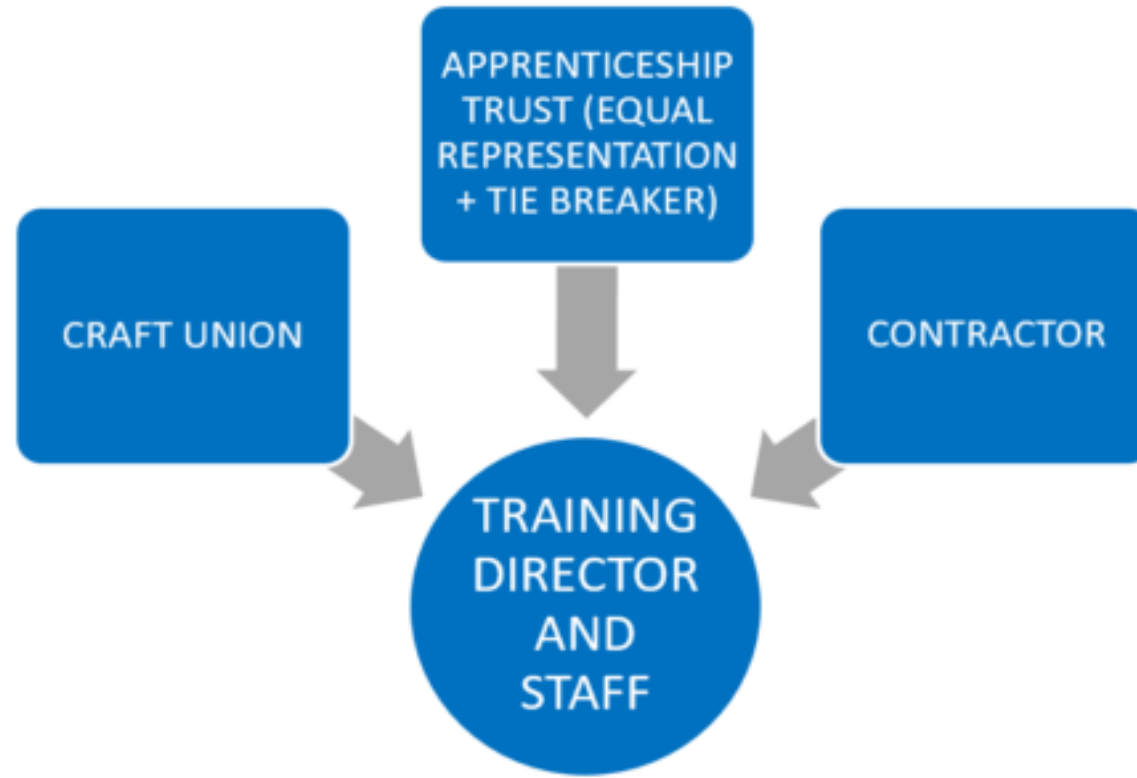 APPRENTICESHIP
TRUST (EQUAL
REPRESENTATION
+ TIE BREAKER)
CRAFT UNION
CONTRACTOR
TRAINING
DIRECTOR
AND
STAFF